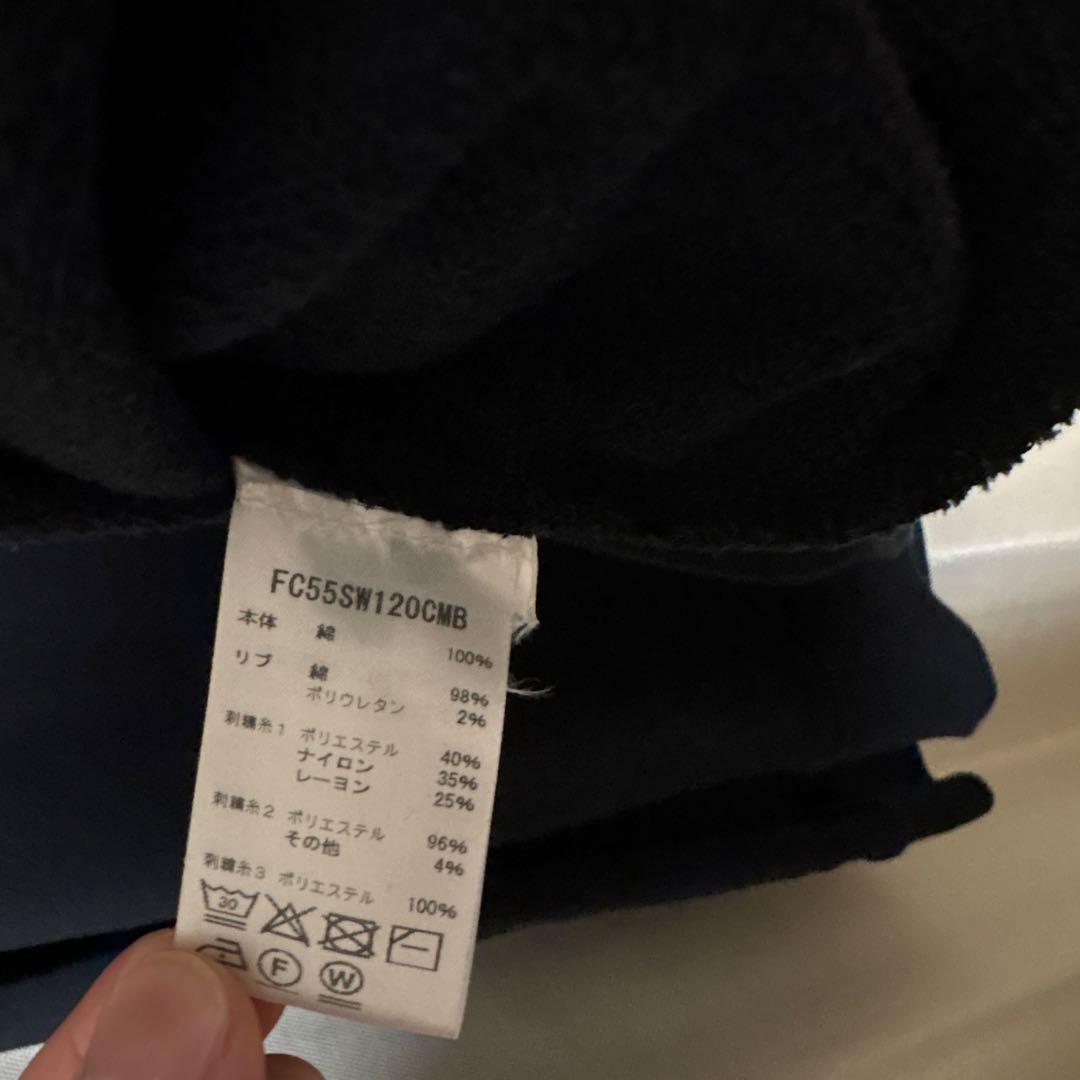 FC55SW120CMB
本体 綿 100%
リブ 綿 98%
ポリウレタン 2%
刺繍糸1 ポリエステル 40%
ナイロン 35%
レーヨン 25%
刺繍糸2 ポリエステル 96%
その他 4%
刺繍糸3 ポリエステル 100%
30
F W